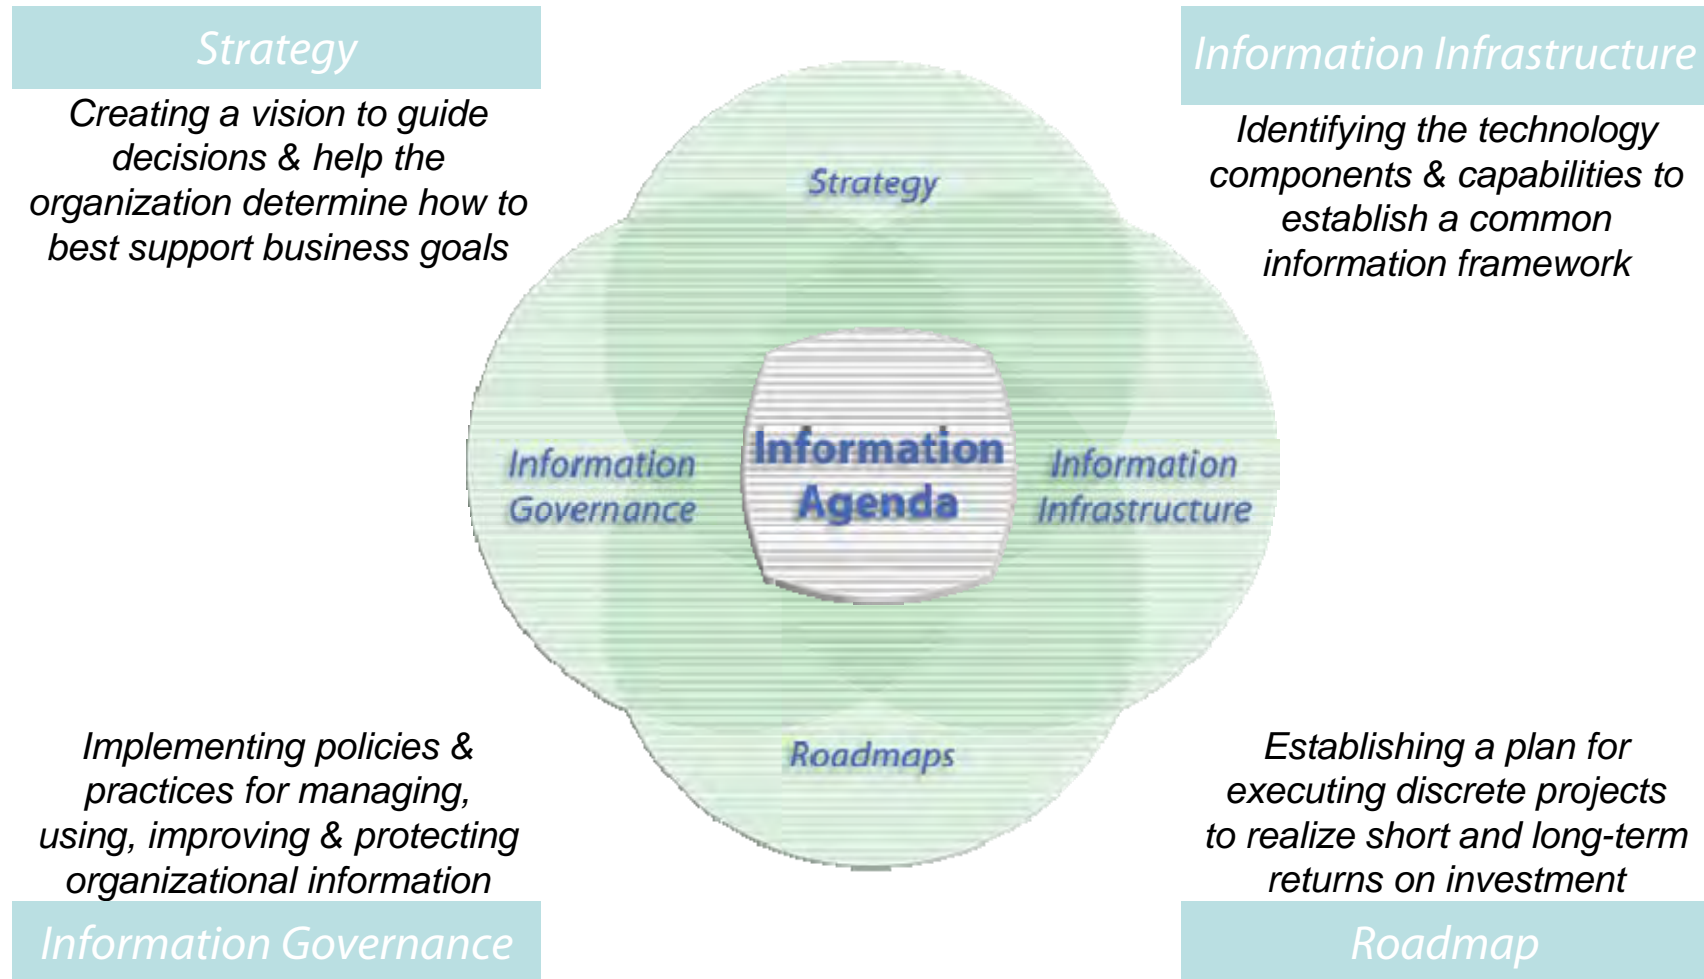 Strategy
Creating a vision to guide
decisions & help the
organization determine how to
best support business goals
Information Infrastructure
Identifying the technology
components & capabilities to
establish a common
information framework
Strategy
Information
Governance
Information
Agenda
Information
Infrastructure
Roadmaps
Implementing policies &
practices for managing,
using, improving & protecting
organizational information
Information Governance
Establishing a plan for
executing discrete projects
to realize short and long-term
returns on investment
Roadmap